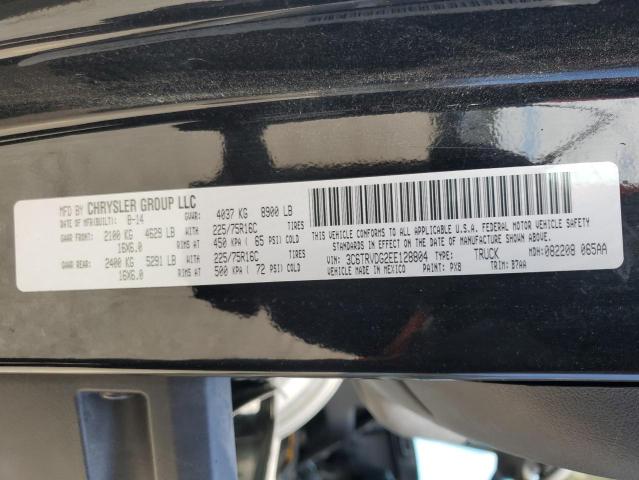 MFD BY CHRYSLER GROUP LLC
DATE OF MFR(BUILT): 8-14 GVWR: 4037 KG 8900 LB
GAWR FRONT: 2100 KG 4629 LB WITH 225/75R16C TIRES
16X6.0 RIMS AT 450 KPA ( 65 PSI) COLD
GAWR REAR: 2400 KG 5291 LB WITH 225/75R16C TIRES
16X6.0 RIMS AT 500 KPA ( 72 PSI) COLD
THIS VEHICLE CONFORMS TO ALL APPLICABLE U.S.A. FEDERAL MOTOR VEHICLE SAFETY
STANDARDS IN EFFECT ON THE DATE OF MANUFACTURE SHOWN ABOVE.
VIN: 3C6TRVDG2EE128804 TYPE: TRUCK MDH: 082208 065AA
VEHICLE MADE IN MEXICO PAINT: PX8 TRIM: B7AA